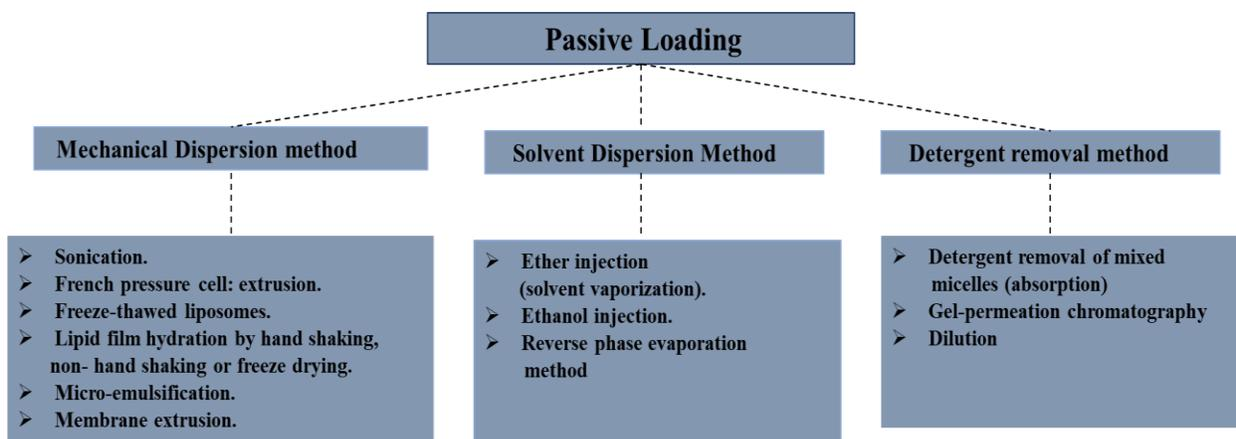 Passive Loading
Mechanical Dispersion method
Solvent Dispersion Method
Detergent removal method
➢ Sonication.
➢ French pressure cell: extrusion.
➢ Freeze-thawed liposomes.
➢ Lipid film hydration by hand shaking,
non- hand shaking or freeze drying.
➢ Micro-emulsification.
➢ Membrane extrusion.
➢ Ether injection
(solvent vaporization).
➢ Ethanol injection.
➢ Reverse phase evaporation
method
➢ Detergent removal of mixed
micelles (absorption)
➢ Gel-permeation chromatography
➢ Dilution